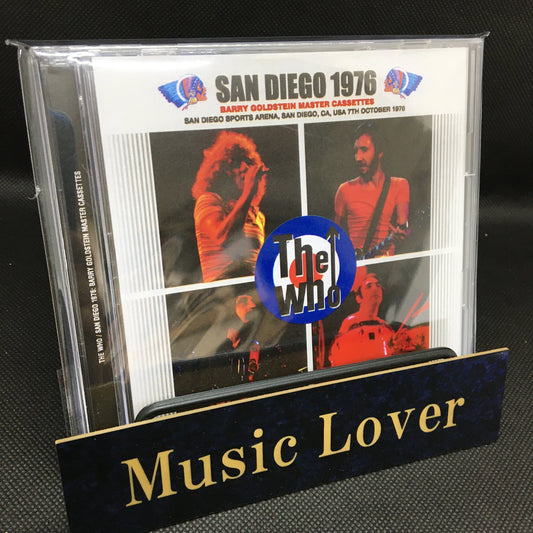 SAN DIEGO 1976
BARRY GOLDSTEIN MASTER CASSETTES
SAN DIEGO SPORTS ARENA, SAN DIEGO, CA, USA 7TH OCTOBER 1976
The
Who
THE WHO / SAN DIEGO 1976: BARRY GOLDSTEIN MASTER CASSETTES
Music Lover